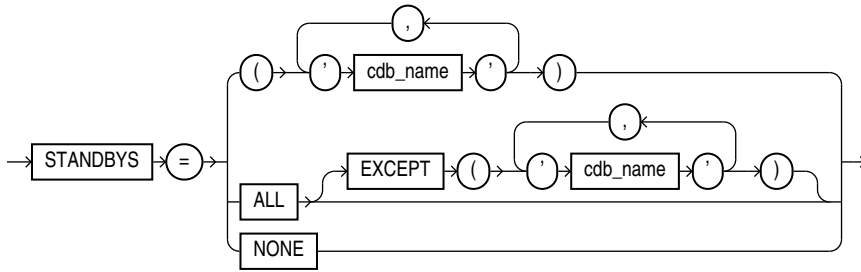 ,
( ' cdb_name ' )
,
STANDBYS = EXCEPT ( ' cdb_name ' )
ALL
NONE